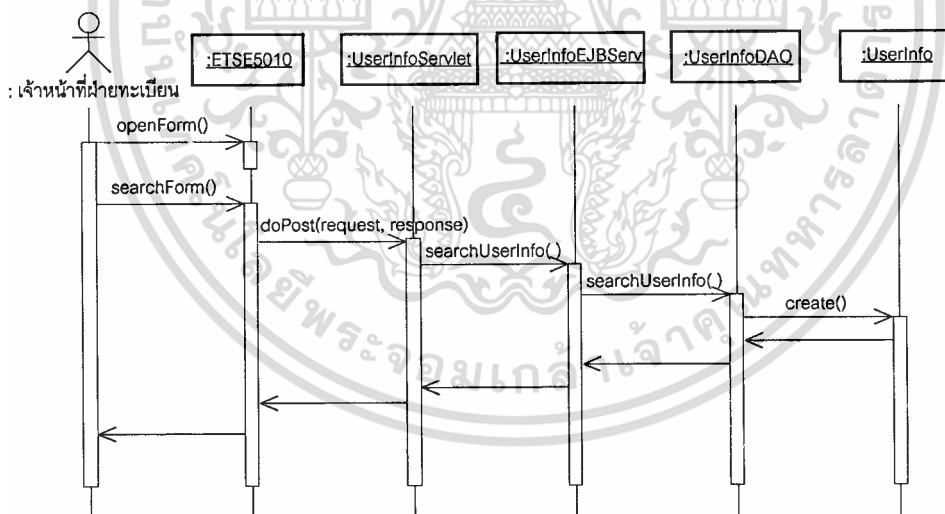 :ETSE5010
:UserInfoServlet
:UserInfoEJBServ
:UserInfoDAO
:UserInfo
: เจ้าหน้าที่ฝ่ายทะเบียน
openForm()
searchForm()
doPost(request, response)
searchUserInfo()
searchUserInfo()
create()